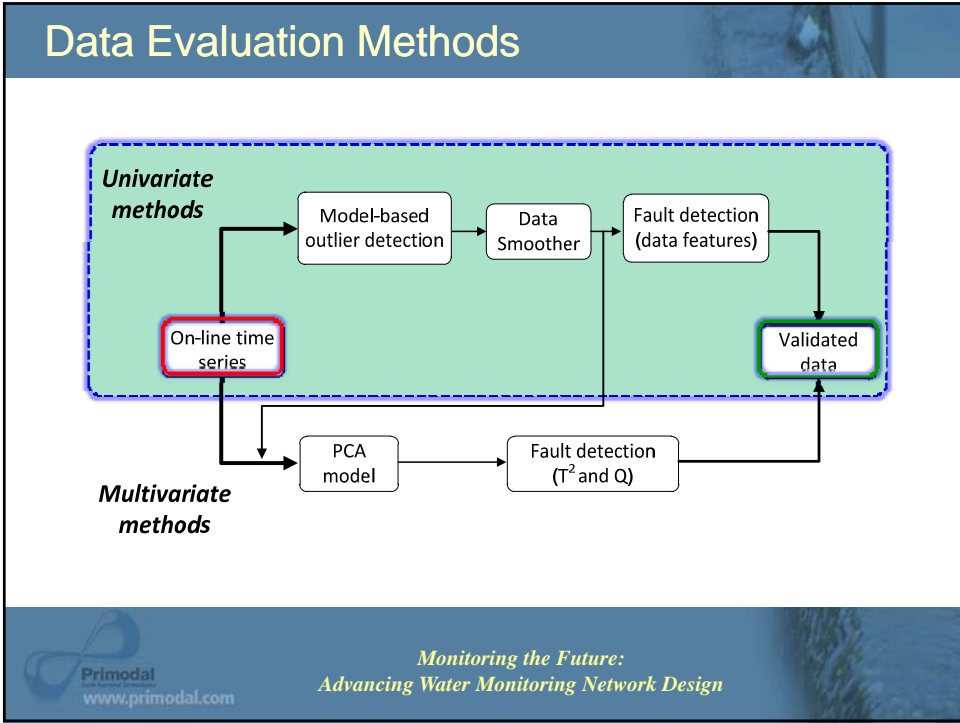 Data Evaluation Methods
Univariate
methods
Model-based
outlier detection
Data
Smoother
Fault detection
(data features)
On-line time
series
Validated
data
PCA
model
Fault detection
(T² and Q)
Multivariate
methods
Primodal
www.primodal.com
Monitoring the Future:
Advancing Water Monitoring Network Design